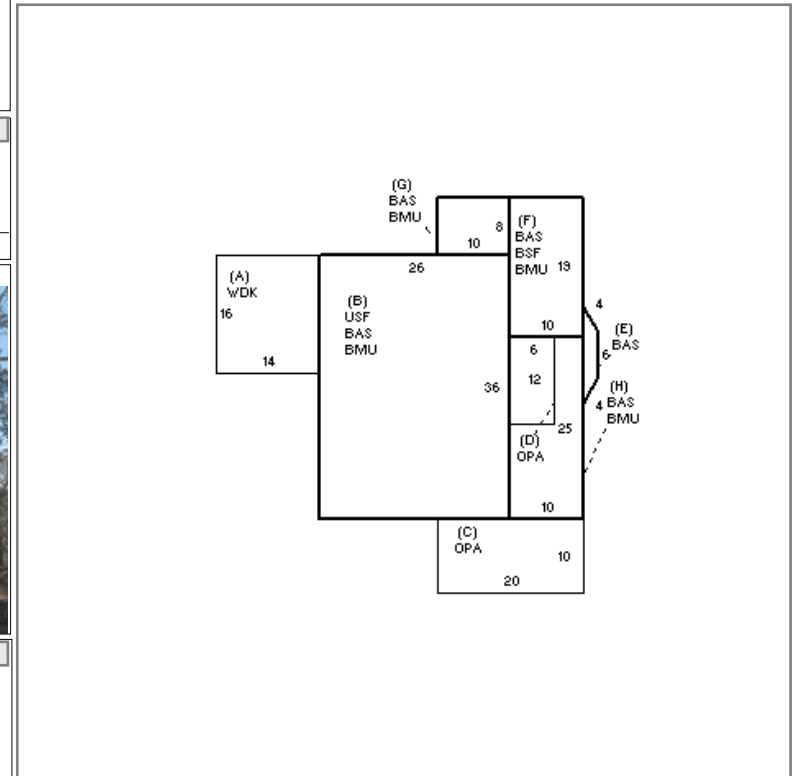 (G)
BAS
BMU
8
10
(F)
BAS
BSF
BMU
19
10
26
(A)
WDK
16
14
(B)
USF
BAS
BMU
36
4
(E)
BAS
6
4
(H)
BAS
BMU
6
12
25
(D)
OPA
10
(C)
OPA
10
20